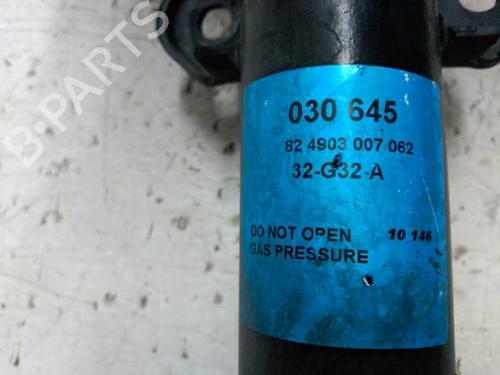 B-PARTS
030 645
82 4903 007 062
32-G32-A
DO NOT OPEN 10 146
GAS PRESSURE